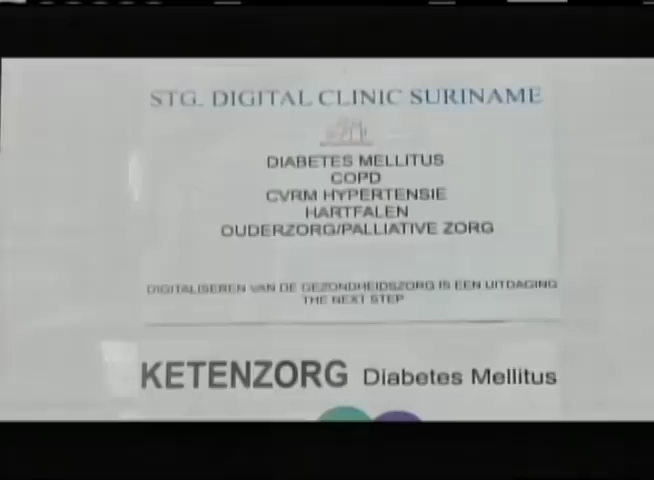 STG. DIGITAL CLINIC SURINAME
DIABETES MELLITUS
COPD
CVRM HYPERTENSIE
HARTFALEN
OUDERZORG/PALLIATIVE ZORG
DIGITALISEREN VAN DE GEZONDHEIDSZORG IS EEN UITDAGING
THE NEXT STEP
KETENZORG Diabetes Mellitus